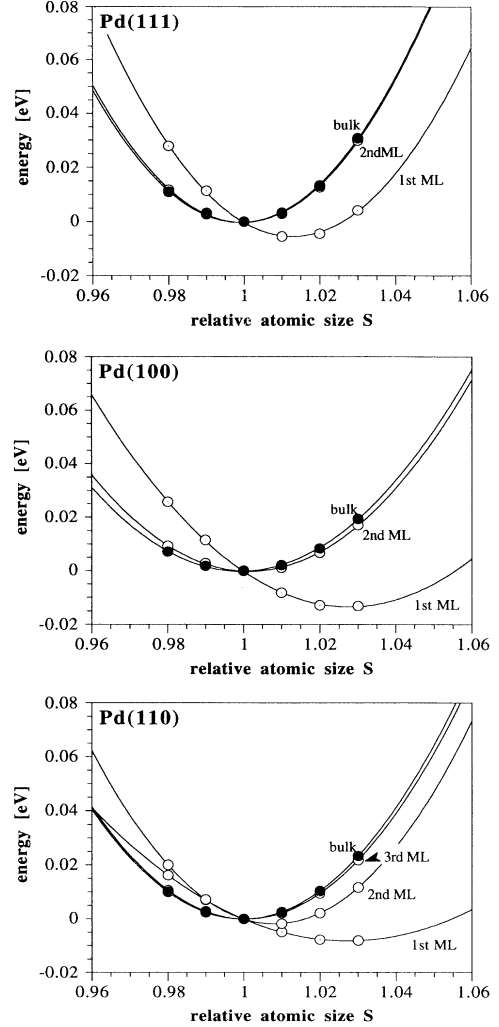 Pd(111)
0.08
0.06
0.04
0.02
0
-0.02
energy [eV]
bulk
2ndML
1st ML
0.96 0.98 1 1.02 1.04 1.06
relative atomic size S
Pd(100)
0.08
0.06
0.04
0.02
0
-0.02
energy [eV]
bulk
2nd ML
1st ML
0.96 0.98 1 1.02 1.04 1.06
relative atomic size S
Pd(110)
0.08
0.06
0.04
0.02
0
-0.02
energy [eV]
bulk
3rd ML
2nd ML
1st ML
0.96 0.98 1 1.02 1.04 1.06
relative atomic size S